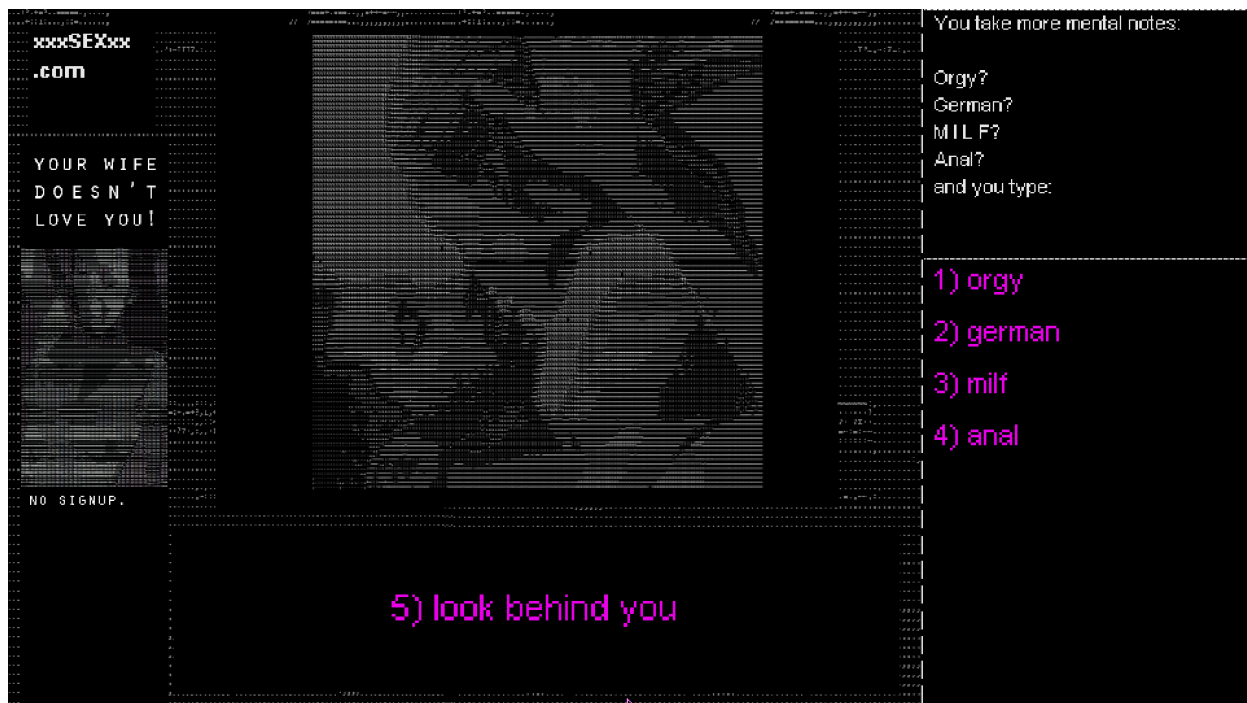 xxxSEXxx
.com
YOUR WIFE
DOESN'T
LOVE YOU!
NO SIGNUP.
5) look behind you
You take more mental notes:
Orgy?
German?
M I L F?
Anal?
and you type:
1) orgy
2) german
3) milf
4) anal